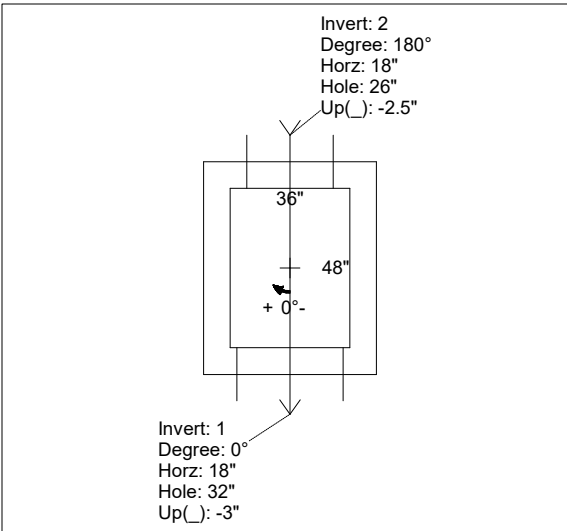 Invert: 2
Degree: 180°
Horz: 18"
Hole: 26"
Up(_): -2.5"
36"
48"
+ 0°-
Invert: 1
Degree: 0°
Horz: 18"
Hole: 32"
Up(_): -3"